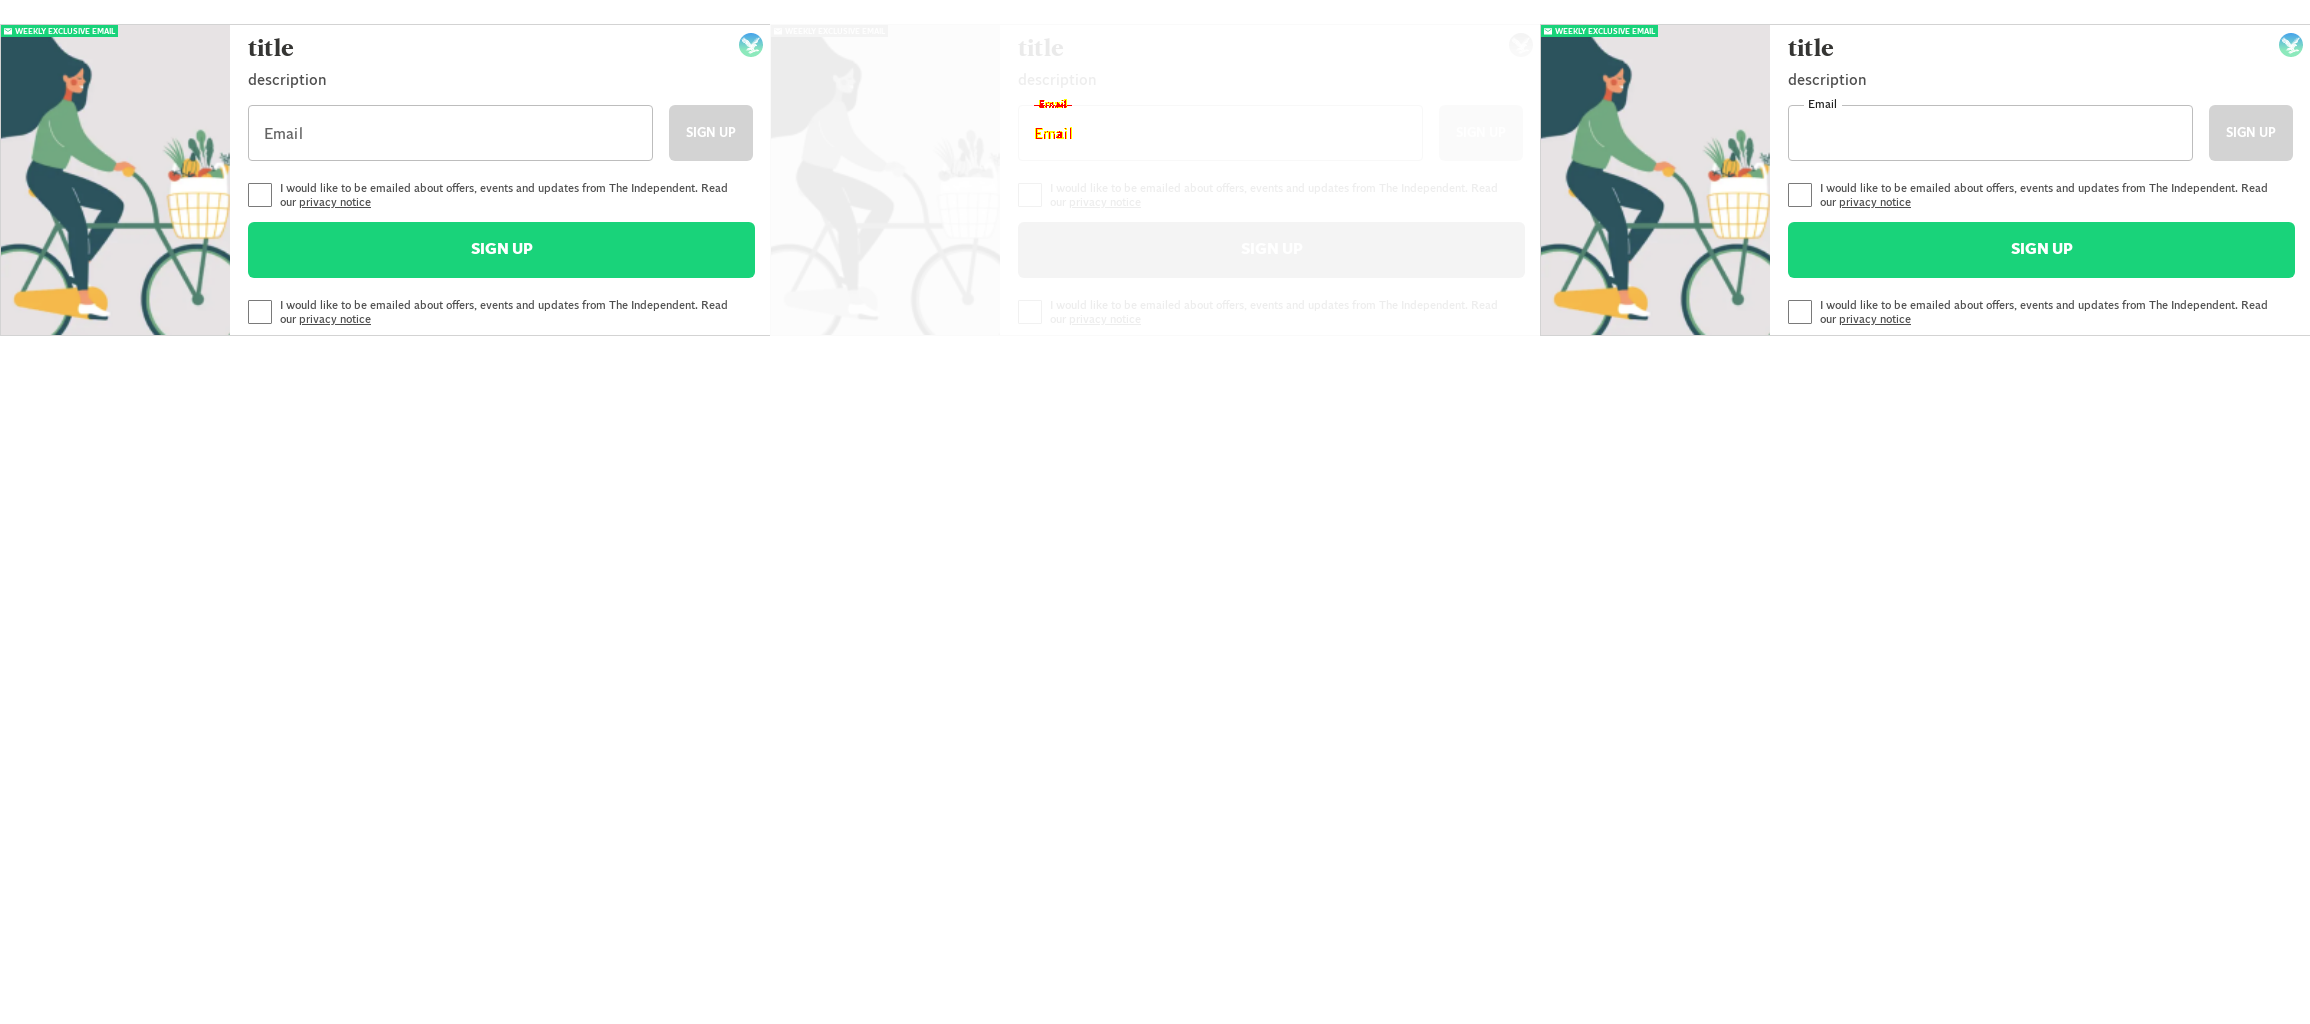 WEEKLY EXCLUSIVE EMAIL
title
description
Email
SIGN UP
I would like to be emailed about offers, events and updates from The Independent. Read
our privacy notice
SIGN UP
I would like to be emailed about offers, events and updates from The Independent. Read
our privacy notice
WEEKLY EXCLUSIVE EMAIL
title
description
Email
Email
SIGN UP
I would like to be emailed about offers, events and updates from The Independent. Read
our privacy notice
SIGN UP
I would like to be emailed about offers, events and updates from The Independent. Read
our privacy notice
WEEKLY EXCLUSIVE EMAIL
title
description
Email
SIGN UP
I would like to be emailed about offers, events and updates from The Independent. Read
our privacy notice
SIGN UP
I would like to be emailed about offers, events and updates from The Independent. Read
our privacy notice